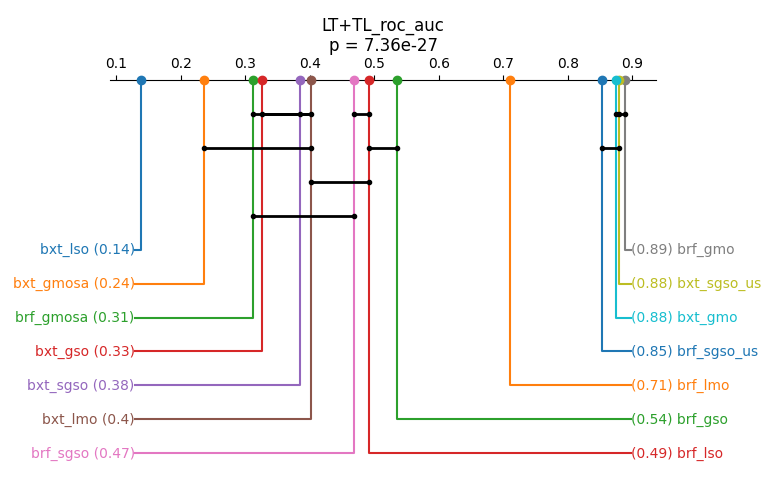 LT+TL_roc_auc
p = 7.36e-27
0.1 0.2 0.3 0.4 0.5 0.6 0.7 0.8 0.9
bxt_lso (0.14) (0.89) brf_gmo
bxt_gmosa (0.24) (0.88) bxt_sgso_us
brf_gmosa (0.31) (0.88) bxt_gmo
bxt_gso (0.33) (0.85) brf_sgso_us
bxt_sgso (0.38) (0.71) brf_lmo
bxt_lmo (0.4) (0.54) brf_gso
brf_sgso (0.47) (0.49) brf_lso